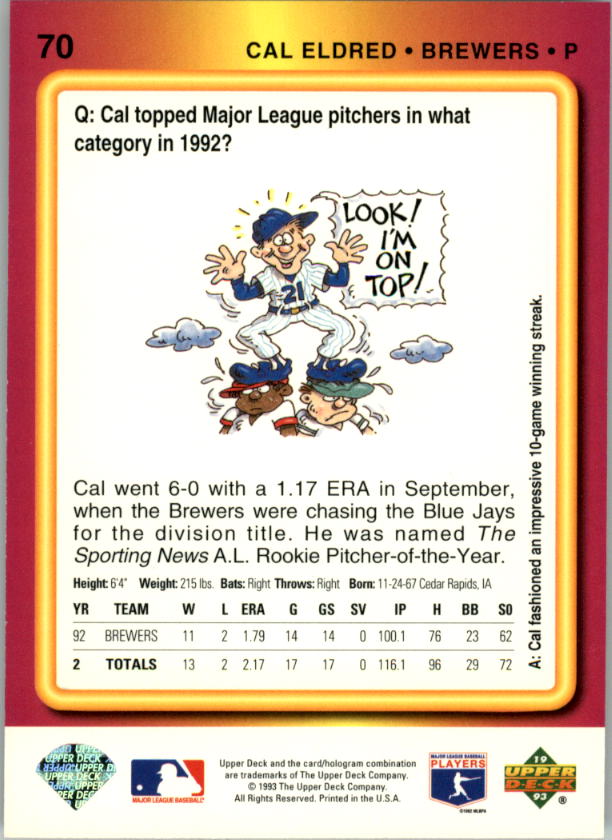 70
CAL ELDRED • BREWERS • P
Q: Cal topped Major League pitchers in what
category in 1992?
LOOK!
I'M
ON
TOP!
21
A: Cal fashioned an impressive 10-game winning streak.
Cal went 6-0 with a 1.17 ERA in September,
when the Brewers were chasing the Blue Jays
for the division title. He was named The
Sporting News A.L. Rookie Pitcher-of-the-Year.
Height: 6'4" Weight: 215 lbs. Bats: Right Throws: Right Born: 11-24-67 Cedar Rapids, IA
YR TEAM W L ERA G GS SV IP H BB SO
92 BREWERS 11 2 1.79 14 14 0 100.1 76 23 62
2 TOTALS 13 2 2.17 17 17 0 116.1 96 29 72
UPPER DECK
UPPER DECK
UPPER DECK
MAJOR LEAGUE BASEBALL
Upper Deck and the card/hologram combination
are trademarks of The Upper Deck Company.
© 1993 The Upper Deck Company.
All Rights Reserved. Printed in the U.S.A.
MAJOR LEAGUE BASEBALL
PLAYERS
©1992 MLBPA
19
UPPER
DECK
93 ®